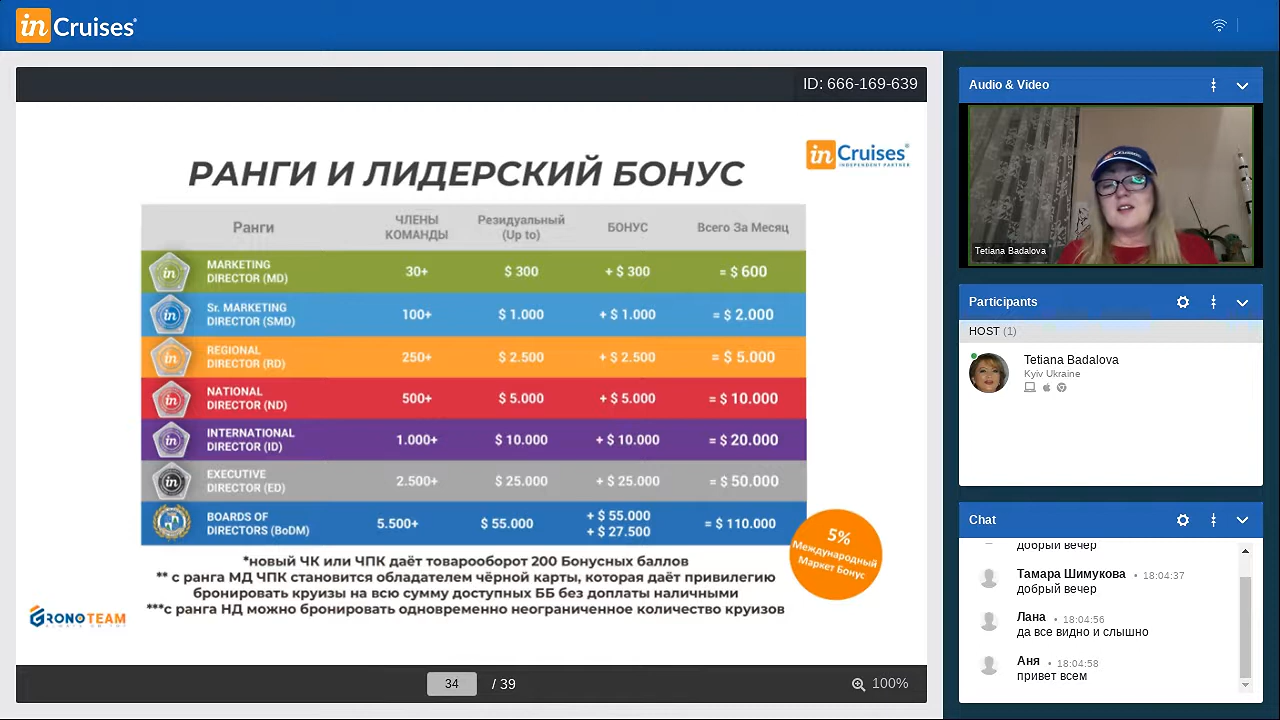 in Cruises
ID: 666-169-639
РАНГИ И ЛИДЕРСКИЙ БОНУС
in Cruises
INDEPENDENT PARTNER
Ранги ЧЛЕНЫ КОМАНДЫ Резидуальный (Up to) БОНУС Всего За Месяц
MARKETING DIRECTOR (MD) 30+ $ 300 + $ 300 = $ 600
Sr. MARKETING DIRECTOR (SMD) 100+ $ 1.000 + $ 1.000 = $ 2.000
REGIONAL DIRECTOR (RD) 250+ $ 2.500 + $ 2.500 = $ 5.000
NATIONAL DIRECTOR (ND) 500+ $ 5.000 + $ 5.000 = $ 10.000
INTERNATIONAL DIRECTOR (ID) 1.000+ $ 10.000 + $ 10.000 = $ 20.000
EXECUTIVE DIRECTOR (ED) 2.500+ $ 25.000 + $ 25.000 = $ 50.000
BOARDS OF DIRECTORS (BoDM) 5.500+ $ 55.000 + $ 55.000 + $ 27.500 = $ 110.000
5%
Международный
Маркет Бонус
*новый ЧК или ЧПК даёт товарооборот 200 Бонусных баллов
** с ранга МД ЧПК становится обладателем чёрной карты, которая даёт привилегию
бронировать круизы на всю сумму доступных ББ без доплаты наличными
***с ранга НД можно бронировать одновременно неограниченное количество круизов
GRONOTEAM
34 / 39
100%
Audio & Video
Tetiana Badalova
Participants
HOST (1)
Tetiana Badalova
Kyiv Ukraine
Chat
добрый вечер
Тамара Шимукова • 18:04:37
добрый вечер
Лана • 18:04:56
да все видно и слышно
Аня • 18:04:58
привет всем